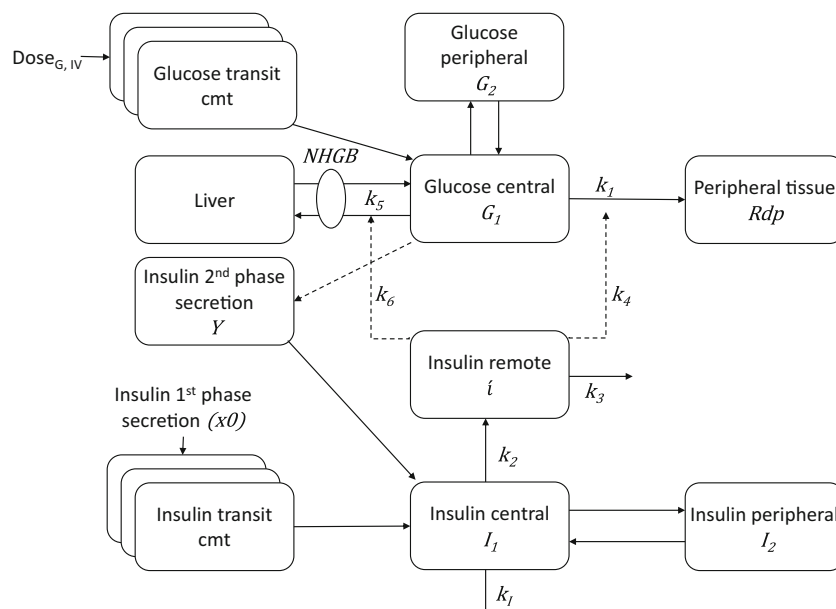 Dose_G, IV
Glucose transit
cmt
Glucose
peripheral
G₂
NHGB
Liver
k₅
Glucose central
G₁
k₁
Peripheral tissue
Rdp
Insulin 2nd phase
secretion
Y
k₆
k₄
Insulin remote
i
k₃
Insulin 1st phase
secretion (x0)
k₂
Insulin transit
cmt
Insulin central
I₁
Insulin peripheral
I₂
k_I